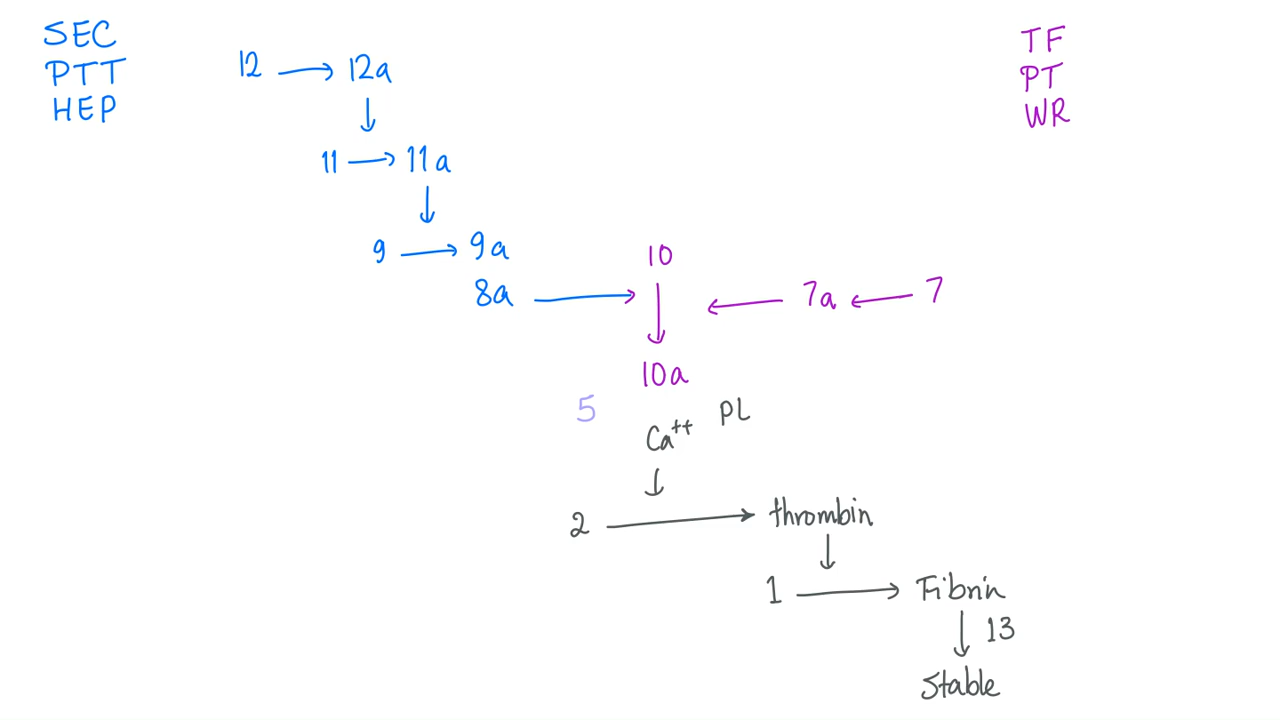 SEC
PTT
HEP
TF
PT
WR
12 → 12a
↓
11 → 11a
↓
9 → 9a
8a →
10
↓
10a
← 7a ← 7
5
Ca⁺⁺
PL
↓
2 → thrombin
↓
1 → Fibrin
↓ 13
Stable